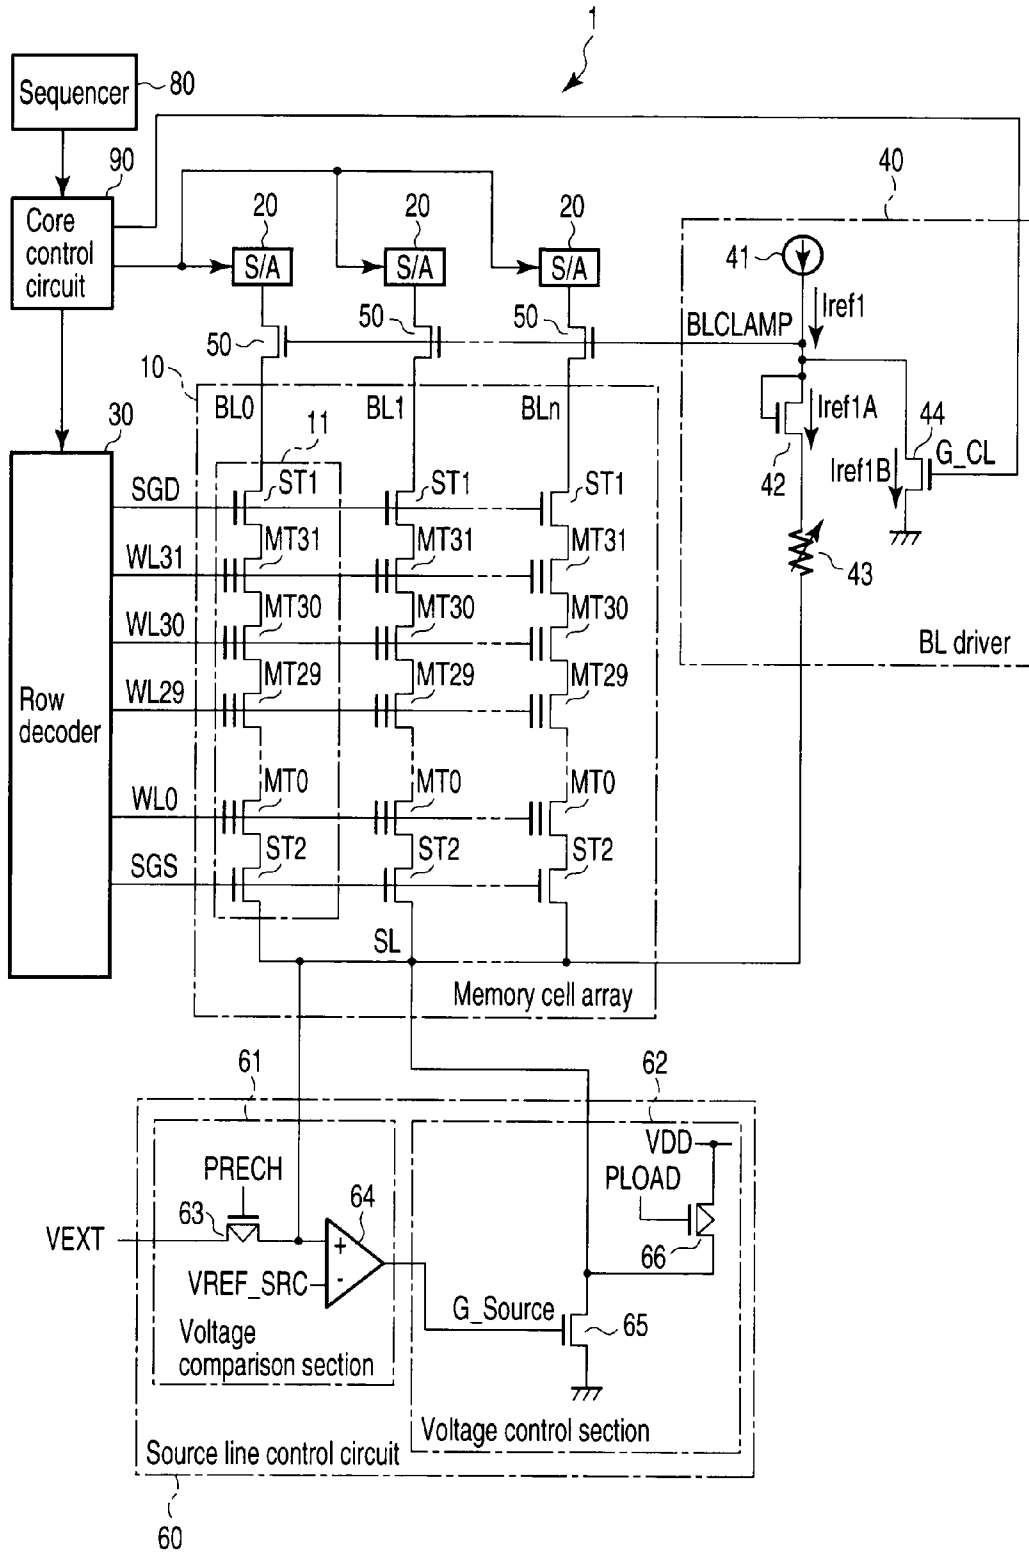 1
Sequencer
80
90
Core
control
circuit
20
20
20
S/A
S/A
S/A
40
41
Iref1
50
50
50
BLCLAMP
10
BL0
BL1
BLn
Iref1A
44
30
11
42
Iref1B
G_CL
SGD
ST1
ST1
ST1
43
MT31
MT31
MT31
WL31
MT30
MT30
MT30
WL30
BL driver
MT29
MT29
MT29
WL29
Row
decoder
MT0
MT0
MT0
WL0
ST2
ST2
ST2
SGS
SL
Memory cell array
61
62
VDD
PRECH
PLOAD
63
64
VEXT
+
66
VREF_SRC
-
G_Source
65
Voltage
comparison section
Voltage control section
Source line control circuit
60